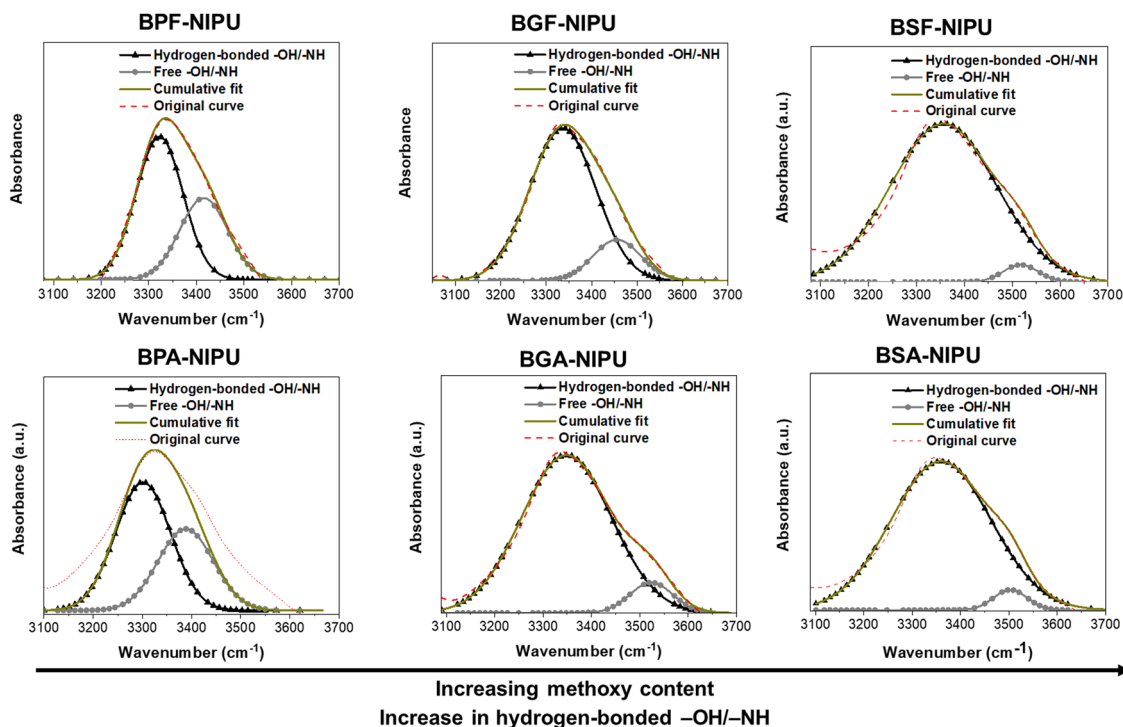 BPF-NIPU
Hydrogen-bonded -OH/-NH
Free -OH/-NH
Cumulative fit
Original curve
Absorbance
3100 3200 3300 3400 3500 3600 3700
Wavenumber (cm⁻¹)
BGF-NIPU
Hydrogen-bonded -OH/-NH
Free -OH/-NH
Cumulative fit
Original curve
Absorbance
3100 3200 3300 3400 3500 3600 3700
Wavenumber (cm⁻¹)
BSF-NIPU
Hydrogen-bonded -OH/-NH
Free -OH/-NH
Cumulative fit
Original curve
Absorbance (a.u.)
3100 3200 3300 3400 3500 3600 3700
Wavenumber (cm⁻¹)
BPA-NIPU
Hydrogen-bonded -OH/-NH
Free -OH/-NH
Cumulative fit
Original curve
Absorbance (a.u.)
3100 3200 3300 3400 3500 3600 3700
Wavenumber (cm⁻¹)
BGA-NIPU
Hydrogen-bonded -OH/-NH
Free -OH/-NH
Cumulative fit
Original curve
Absorbance (a.u.)
3100 3200 3300 3400 3500 3600 3700
Wavenumber (cm⁻¹)
BSA-NIPU
Hydrogen-bonded -OH/-NH
Free -OH/-NH
Cumulative fit
Original curve
Absorbance (a.u.)
3100 3200 3300 3400 3500 3600 3700
Wavenumber (cm⁻¹)
Increasing methoxy content
Increase in hydrogen-bonded –OH/–NH